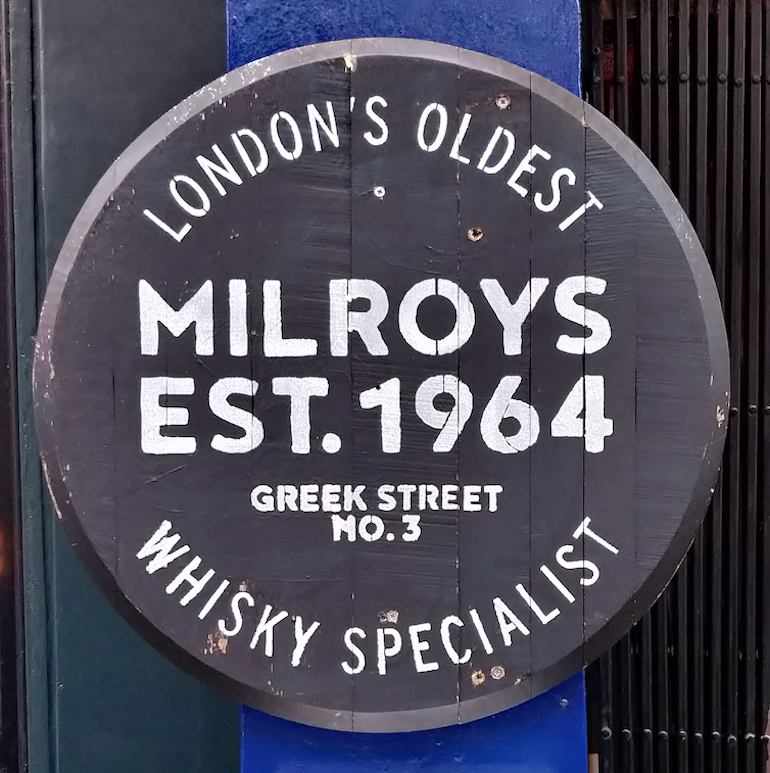 LONDON'S OLDEST
MILROYS
EST. 1964
GREEK STREET
NO. 3
WHISKY SPECIALIST